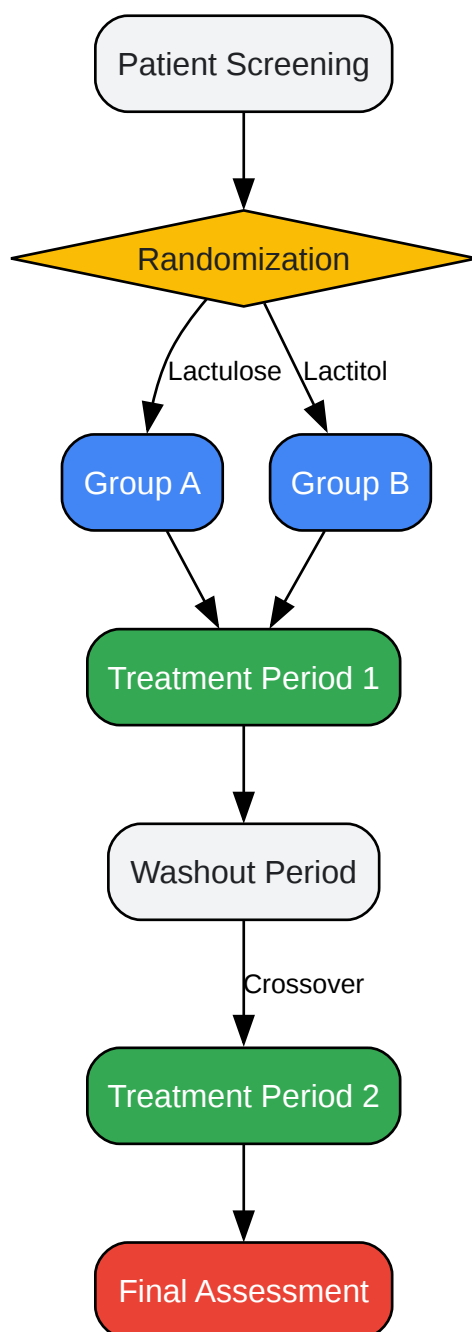 Patient Screening
Randomization
Lactulose
Lactitol
Group A
Group B
Treatment Period 1
Washout Period
Crossover
Treatment Period 2
Final Assessment